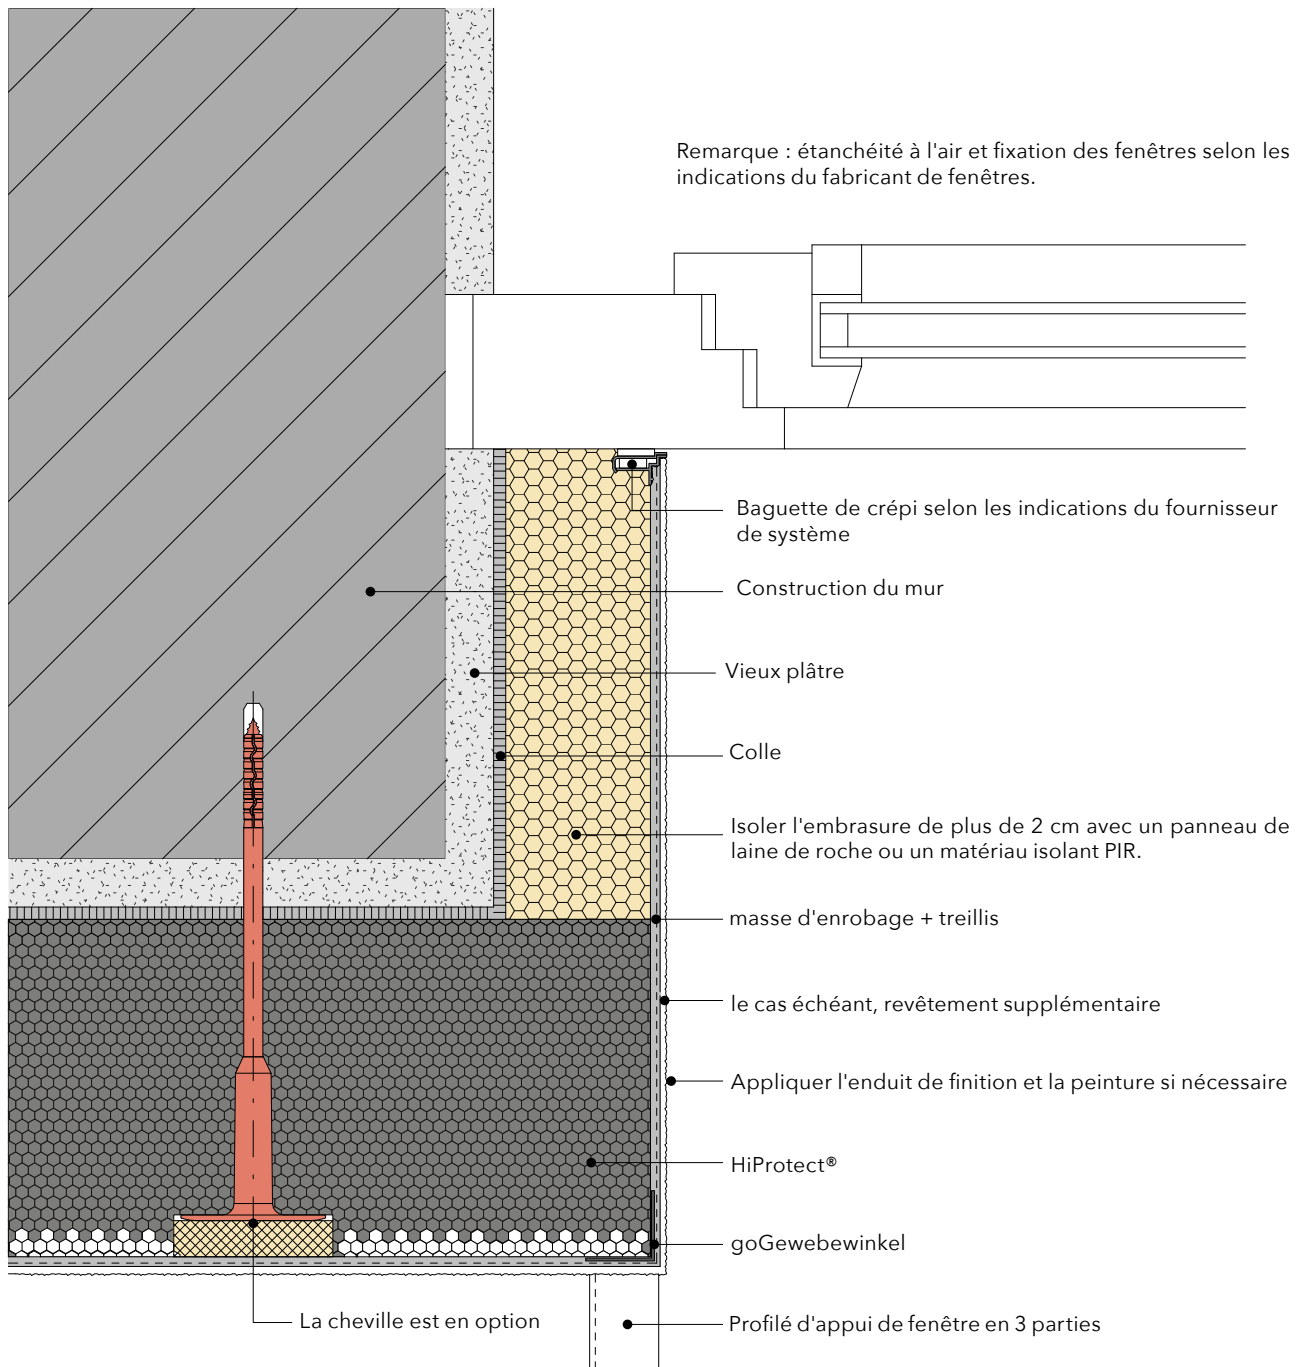 Remarque : étanchéité à l'air et fixation des fenêtres selon les
indications du fabricant de fenêtres.
Baguette de crépi selon les indications du fournisseur
de système
Construction du mur
Vieux plâtre
Colle
Isoler l'embrasure de plus de 2 cm avec un panneau de
laine de roche ou un matériau isolant PIR.
masse d'enrobage + treillis
le cas échéant, revêtement supplémentaire
Appliquer l'enduit de finition et la peinture si nécessaire
HiProtect®
goGewebewinkel
La cheville est en option
Profilé d'appui de fenêtre en 3 parties